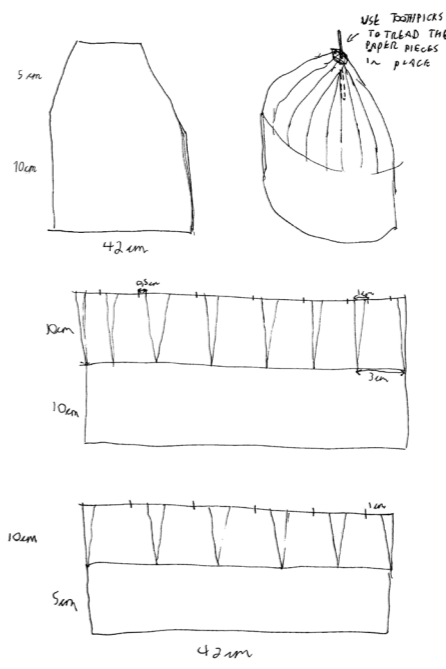 USE TOOTHPICKS
TO TREAD THE
PAPER PIECES
IN PLACE
5 cm
10cm
42 cm
0,5cm
1cm
10cm
3cm
10cm
1cm
10cm
5cm
42 cm